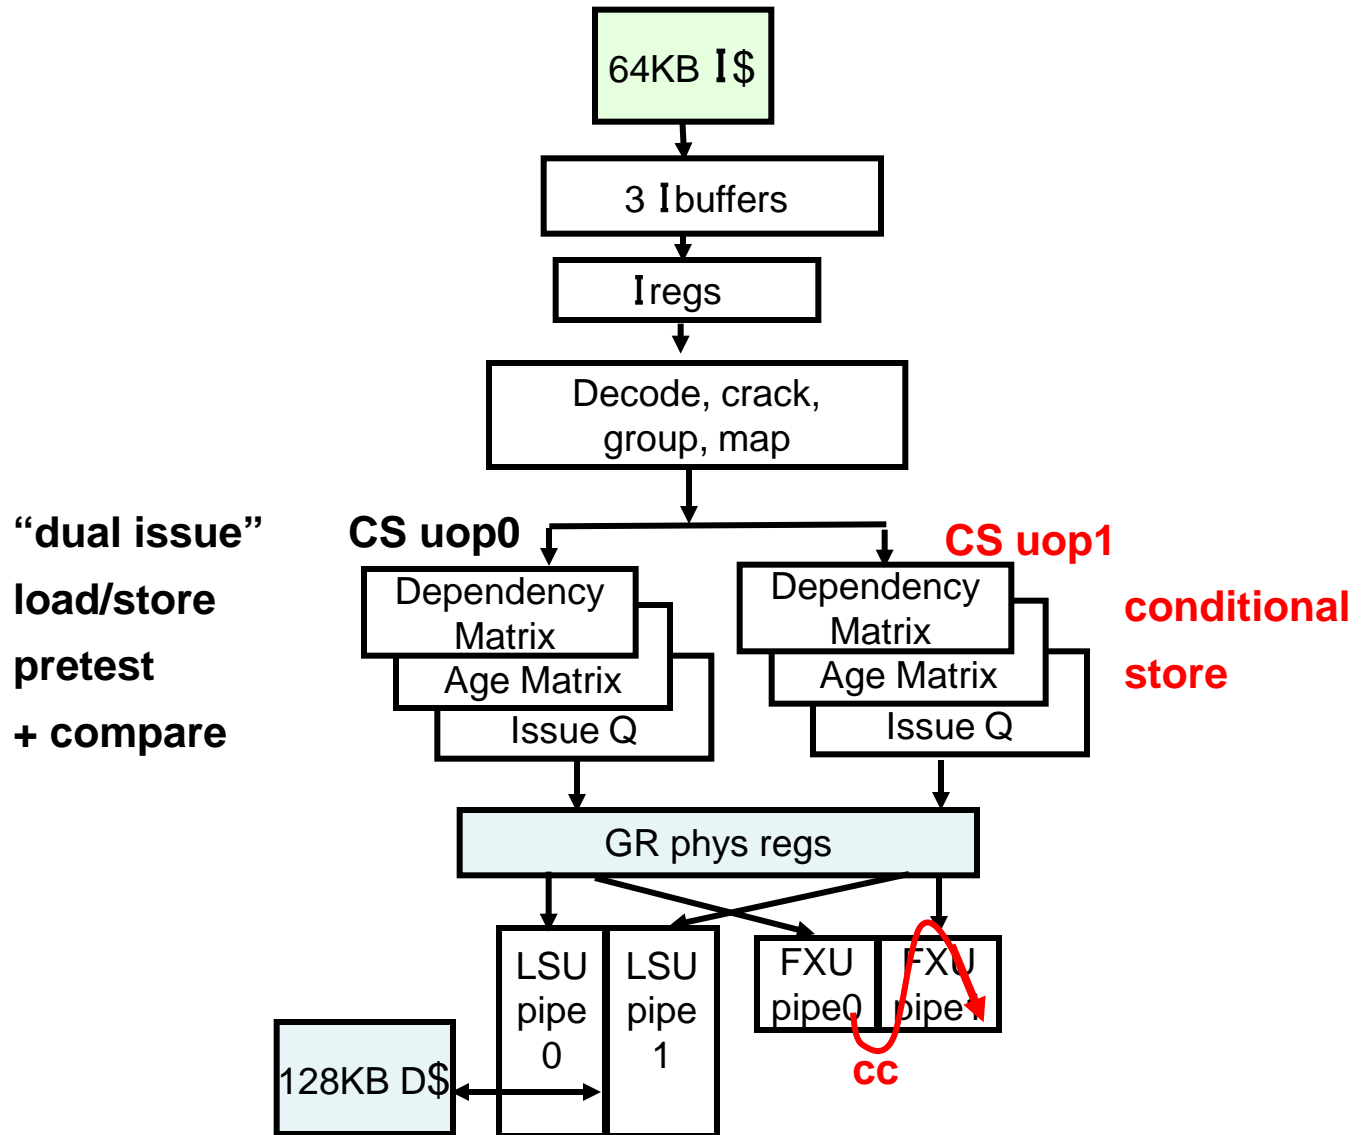 64KB I$
3 Ibuffers
Iregs
Decode, crack,
group, map
“dual issue”
load/store
pretest
+ compare
CS uop0
CS uop1
conditional
store
Dependency
Matrix
Age Matrix
Issue Q
Dependency
Matrix
Age Matrix
Issue Q
GR phys regs
LSU
pipe
0
LSU
pipe
1
FXU
pipe0
FXU
pipe1
cc
128KB D$